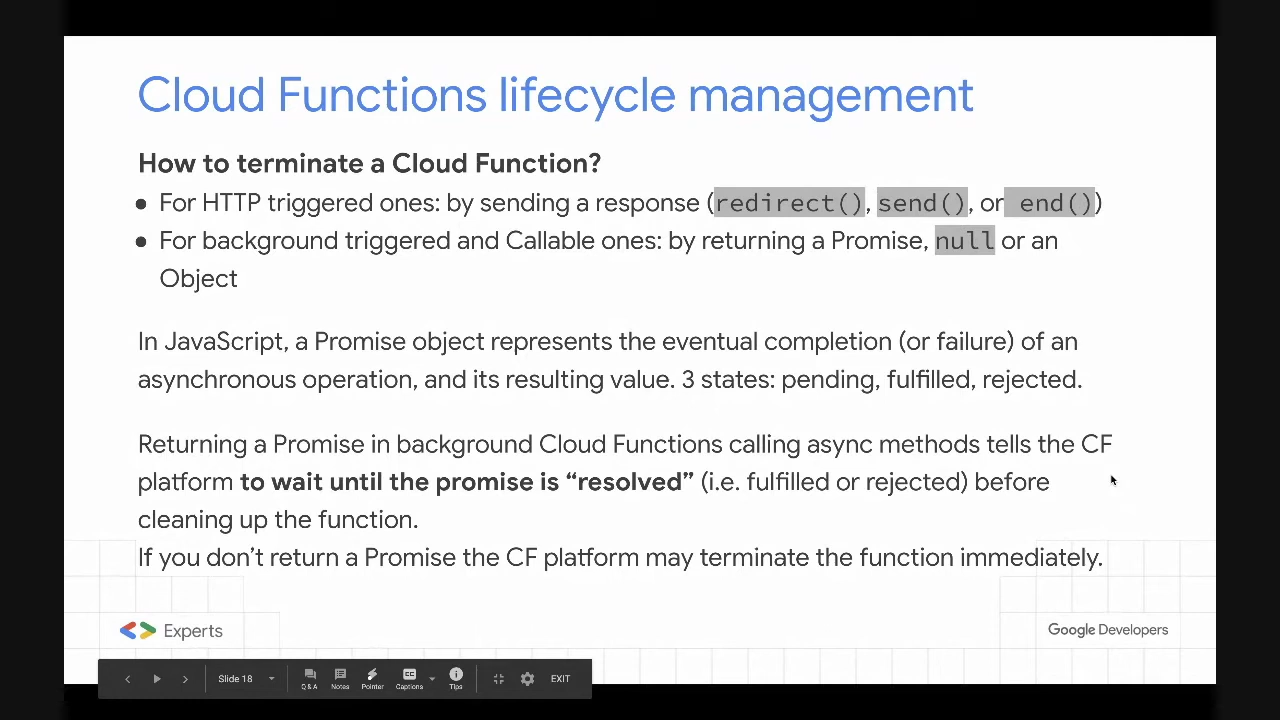 Cloud Functions lifecycle management
How to terminate a Cloud Function?
● For HTTP triggered ones: by sending a response (redirect(), send(), or end())
● For background triggered and Callable ones: by returning a Promise, null or an
Object
In JavaScript, a Promise object represents the eventual completion (or failure) of an
asynchronous operation, and its resulting value. 3 states: pending, fulfilled, rejected.
Returning a Promise in background Cloud Functions calling async methods tells the CF
platform to wait until the promise is “resolved” (i.e. fulfilled or rejected) before
cleaning up the function.
If you don’t return a Promise the CF platform may terminate the function immediately.
Experts
Google Developers
Slide 18
Q & A
Notes
Pointer
CC
Captions
Tips
EXIT